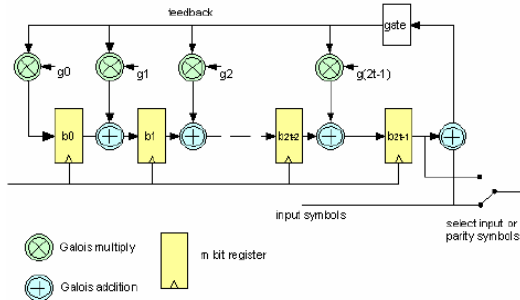 feedback
gate
g0
g1
g2
g(2t-1)
b0
b1
b2t-2
b2t-1
input symbols
select input or
parity symbols
Galois multiply
m bit register
Galois addition